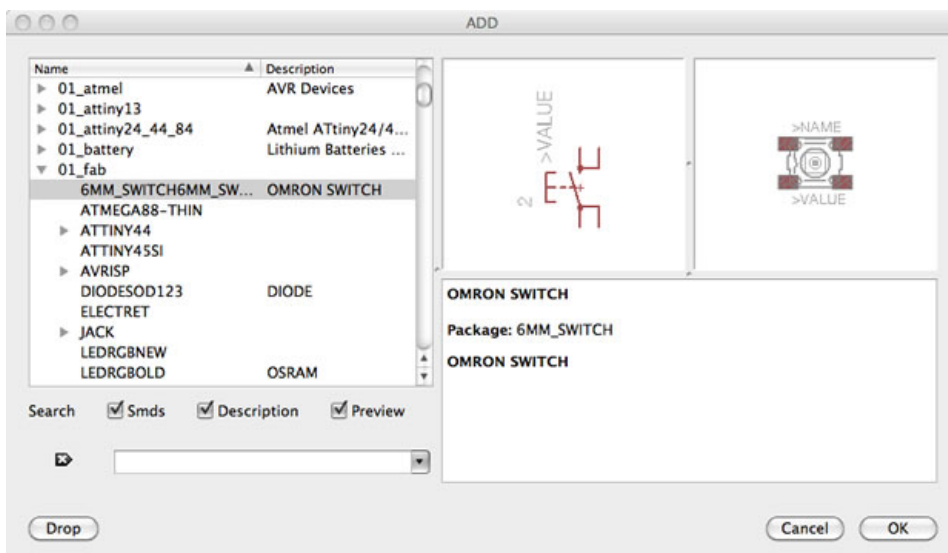 ADD
Name Description
01_atmel AVR Devices
01_attiny13
01_attiny24_44_84 Atmel ATtiny24/4...
01_battery Lithium Batteries ...
01_fab
6MM_SWITCH6MM_SW... OMRON SWITCH
ATMEGA88-THIN
ATTINY44
ATTINY45SI
AVRISP
DIODESOD123 DIODE
ELECTRET
JACK
LEDRGBNEW
LEDRGBOLD OSRAM
>VALUE
2
>NAME
>VALUE
OMRON SWITCH
Package: 6MM_SWITCH
OMRON SWITCH
Search Smds Description Preview
Drop Cancel OK